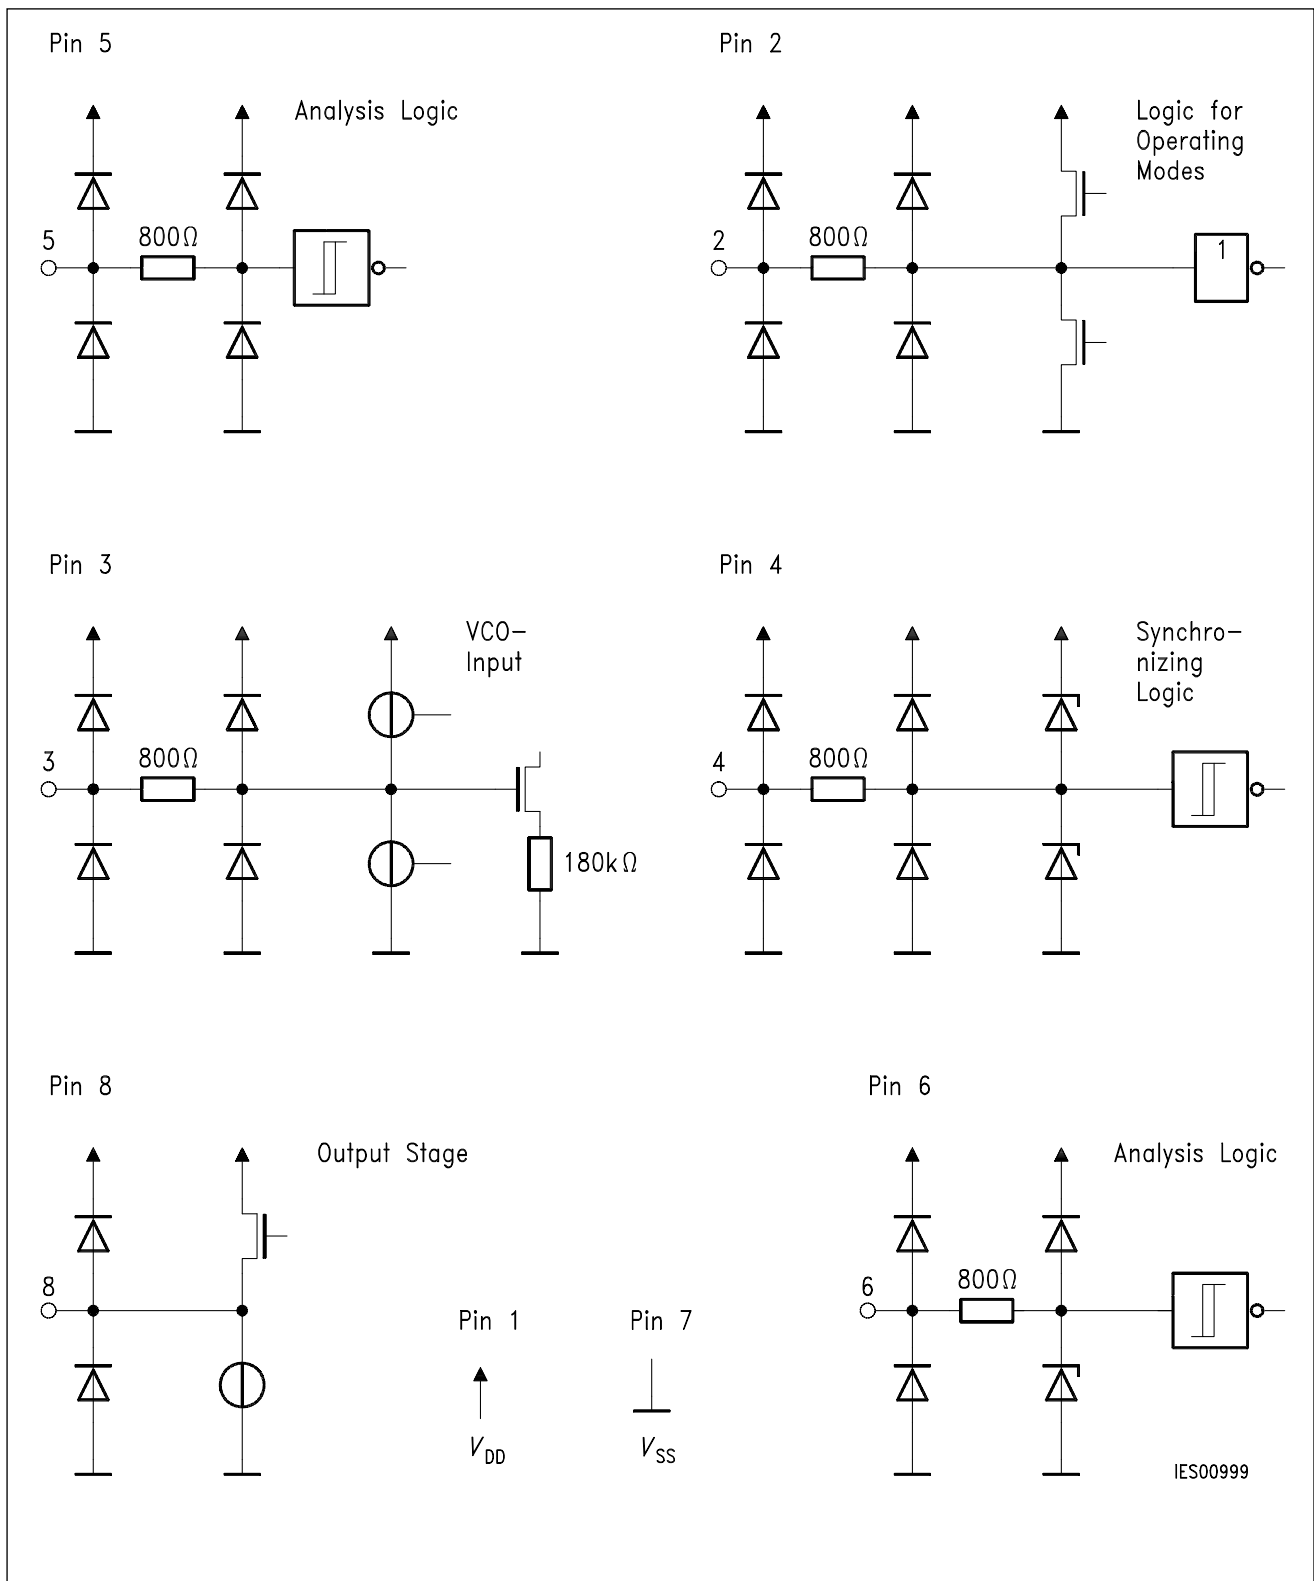 Pin 5
Analysis Logic
5
800Ω
Pin 2
Logic for
Operating
Modes
2
800Ω
1
Pin 3
VCO-
Input
3
800Ω
180kΩ
Pin 4
Synchro-
nizing
Logic
4
800Ω
Pin 8
Output Stage
8
Pin 1
VDD
Pin 7
VSS
Pin 6
Analysis Logic
6
800Ω
IES00999